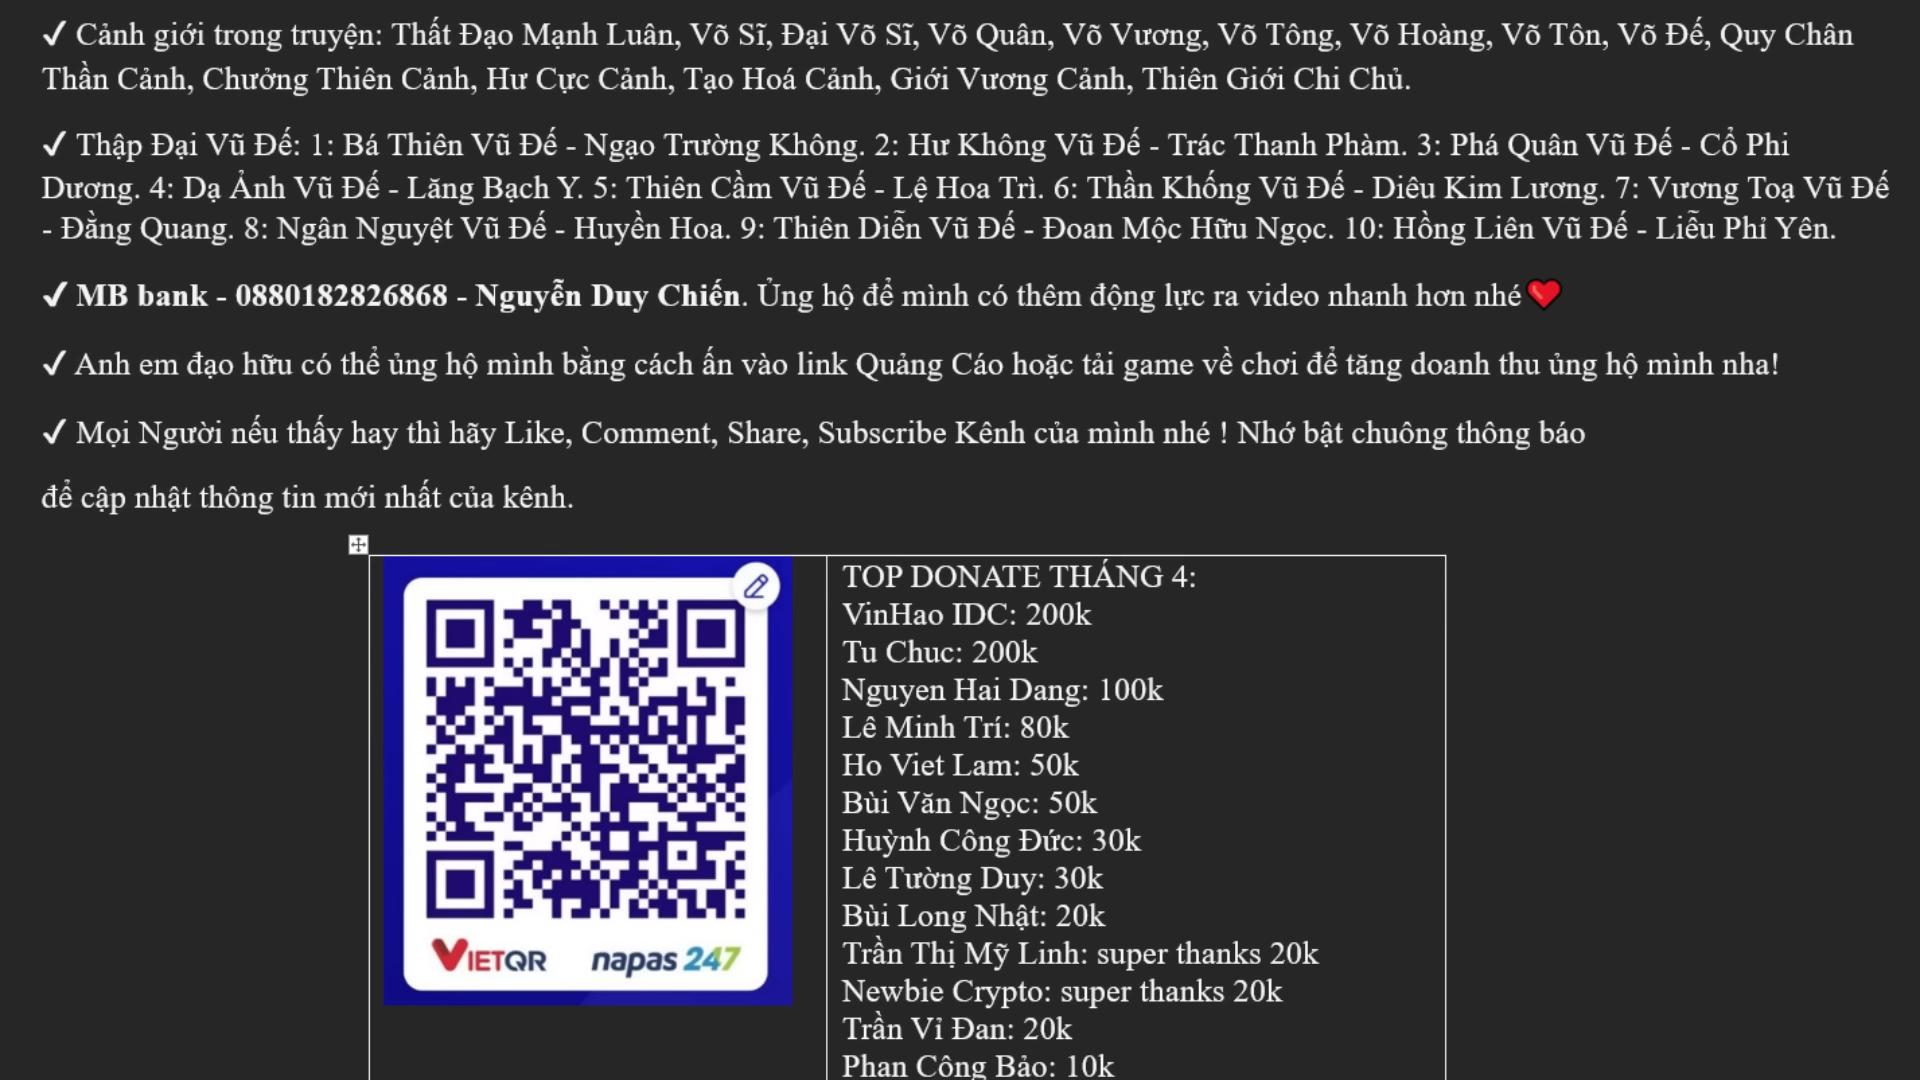 ✓ Cảnh giới trong truyện: Thất Đạo Mạnh Luân, Võ Sĩ, Đại Võ Sĩ, Võ Quân, Võ Vương, Võ Tông, Võ Hoàng, Võ Tôn, Võ Đế, Quy Chân
Thần Cảnh, Chưởng Thiên Cảnh, Hư Cực Cảnh, Tạo Hoá Cảnh, Giới Vương Cảnh, Thiên Giới Chi Chủ.
✓ Thập Đại Vũ Đế: 1: Bá Thiên Vũ Đế - Ngạo Trường Không. 2: Hư Không Vũ Đế - Trác Thanh Phàm. 3: Phá Quân Vũ Đế - Cổ Phi
Dương. 4: Dạ Ảnh Vũ Đế - Lăng Bạch Y. 5: Thiên Cầm Vũ Đế - Lệ Hoa Trì. 6: Thần Khống Vũ Đế - Diêu Kim Lương. 7: Vương Toạ Vũ Đế
- Đằng Quang. 8: Ngân Nguyệt Vũ Đế - Huyền Hoa. 9: Thiên Diễn Vũ Đế - Đoan Mộc Hữu Ngọc. 10: Hồng Liên Vũ Đế - Liễu Phi Yên.
✓ MB bank - 0880182826868 - Nguyễn Duy Chiến. Ủng hộ để mình có thêm động lực ra video nhanh hơn nhé❤
✓ Anh em đạo hữu có thể ủng hộ mình bằng cách ấn vào link Quảng Cáo hoặc tải game về chơi để tăng doanh thu ủng hộ mình nha!
✓ Mọi Người nếu thấy hay thì hãy Like, Comment, Share, Subscribe Kênh của mình nhé ! Nhớ bật chuông thông báo
để cập nhật thông tin mới nhất của kênh.
VIETQR napas 247
TOP DONATE THÁNG 4:
VinHao IDC: 200k
Tu Chuc: 200k
Nguyen Hai Dang: 100k
Lê Minh Trí: 80k
Ho Viet Lam: 50k
Bùi Văn Ngọc: 50k
Huỳnh Công Đức: 30k
Lê Tường Duy: 30k
Bùi Long Nhật: 20k
Trần Thị Mỹ Linh: super thanks 20k
Newbie Crypto: super thanks 20k
Trần Vỉ Đan: 20k
Phan Công Bảo: 10k